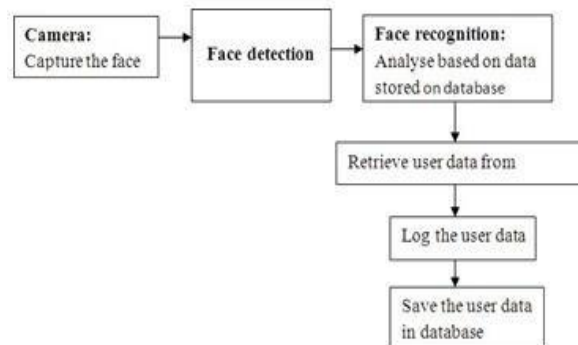 Camera:
Capture the face
Face detection
Face recognition:
Analyse based on data
stored on database
Retrieve user data from
Log the user data
Save the user data
in database